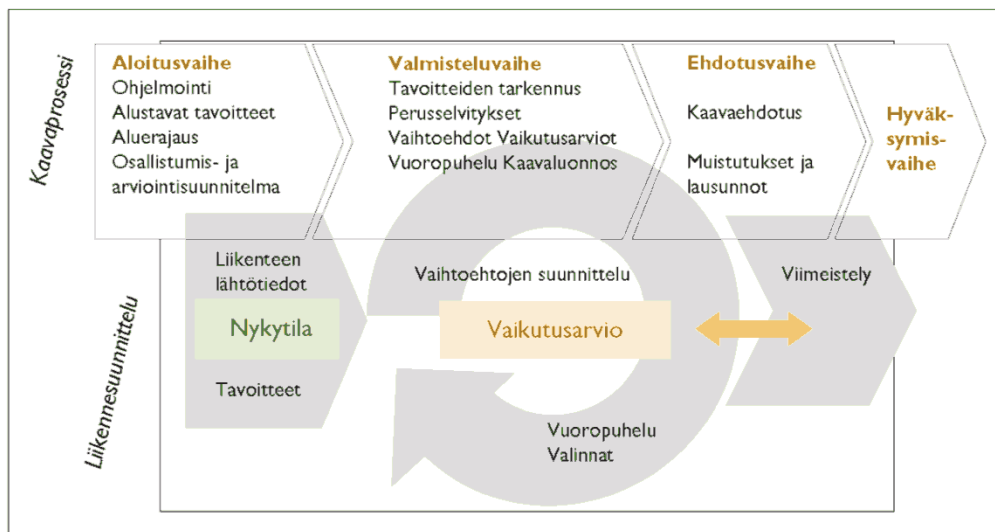 Kaavaprosessi
Aloitusvaihe
Ohjelmointi
Alustavat tavoitteet
Aluerajaus
Osallistumis- ja
arviointisuunnitelma
Valmisteluvaihe
Tavoitteiden tarkennus
Perusselvitykset
Vaihtoehdot Vaikutusarviot
Vuoropuhelu Kaavaluonnos
Ehdotusvaihe
Kaavaehdotus
Muistutukset ja
lausunnot
Hyväk-
symis-
vaihe
Liikennesuunnittelu
Liikenteen
lähtötiedot
Nykytila
Tavoitteet
Vaihtoehtojen suunnittelu
Vaikutusarvio
Vuoropuhelu
Valinnat
Viimeistely